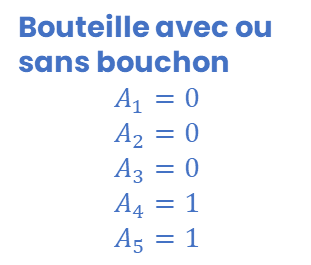 Bouteille avec ou
sans bouchon
A₁ = 0
A₂ = 0
A₃ = 0
A₄ = 1
A₅ = 1